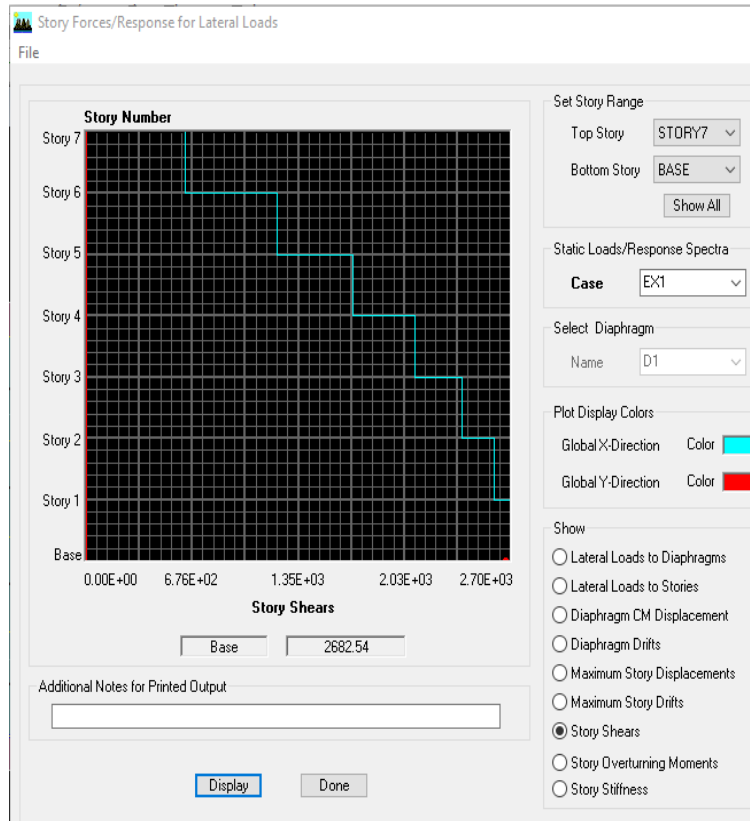 Story Forces/Response for Lateral Loads
File
Story Number
Story 7
Story 6
Story 5
Story 4
Story 3
Story 2
Story 1
Base
0.00E+00 6.76E+02 1.35E+03 2.03E+03 2.70E+03
Story Shears
Base 2682.54
Additional Notes for Printed Output
Display Done
Set Story Range
Top Story STORY7
Bottom Story BASE
Show All
Static Loads/Response Spectra
Case EX1
Select Diaphragm
Name D1
Plot Display Colors
Global X-Direction Color
Global Y-Direction Color
Show
Lateral Loads to Diaphragms
Lateral Loads to Stories
Diaphragm CM Displacement
Diaphragm Drifts
Maximum Story Displacements
Maximum Story Drifts
Story Shears
Story Overturning Moments
Story Stiffness